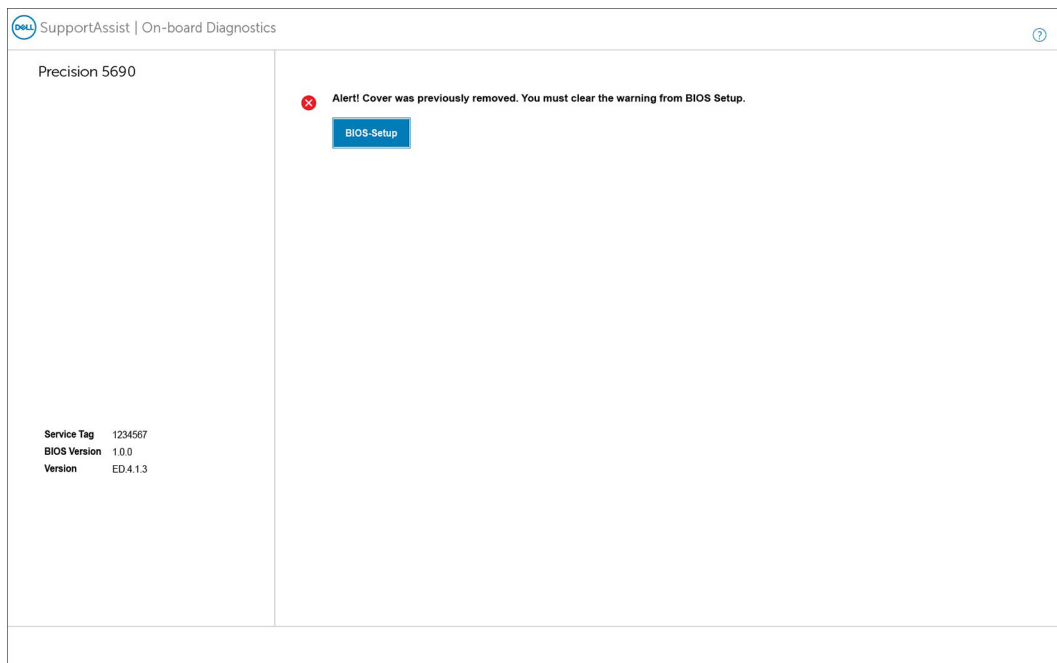 DELL SupportAssist | On-board Diagnostics
?
Precision 5690
Alert! Cover was previously removed. You must clear the warning from BIOS Setup.
BIOS-Setup
Service Tag 1234567
BIOS Version 1.0.0
Version ED.4.1.3